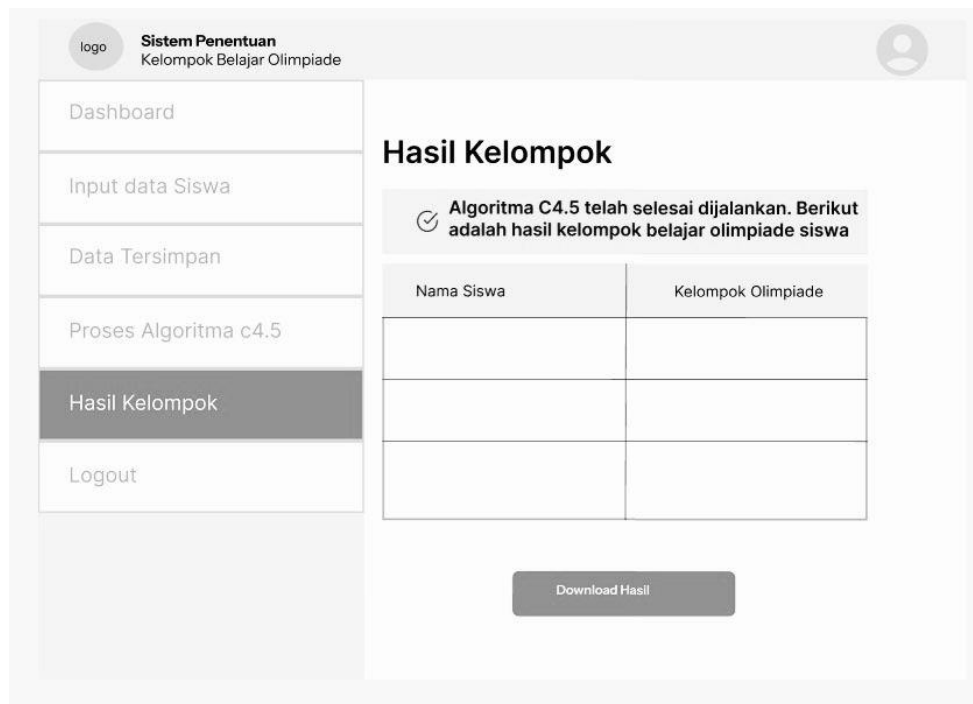 logo
Sistem Penentuan
Kelompok Belajar Olimpiade
Dashboard
Input data Siswa
Data Tersimpan
Proses Algoritma c4.5
Hasil Kelompok
Logout
Hasil Kelompok
Algoritma C4.5 telah selesai dijalankan. Berikut
adalah hasil kelompok belajar olimpiade siswa
Nama Siswa
Kelompok Olimpiade
Download Hasil